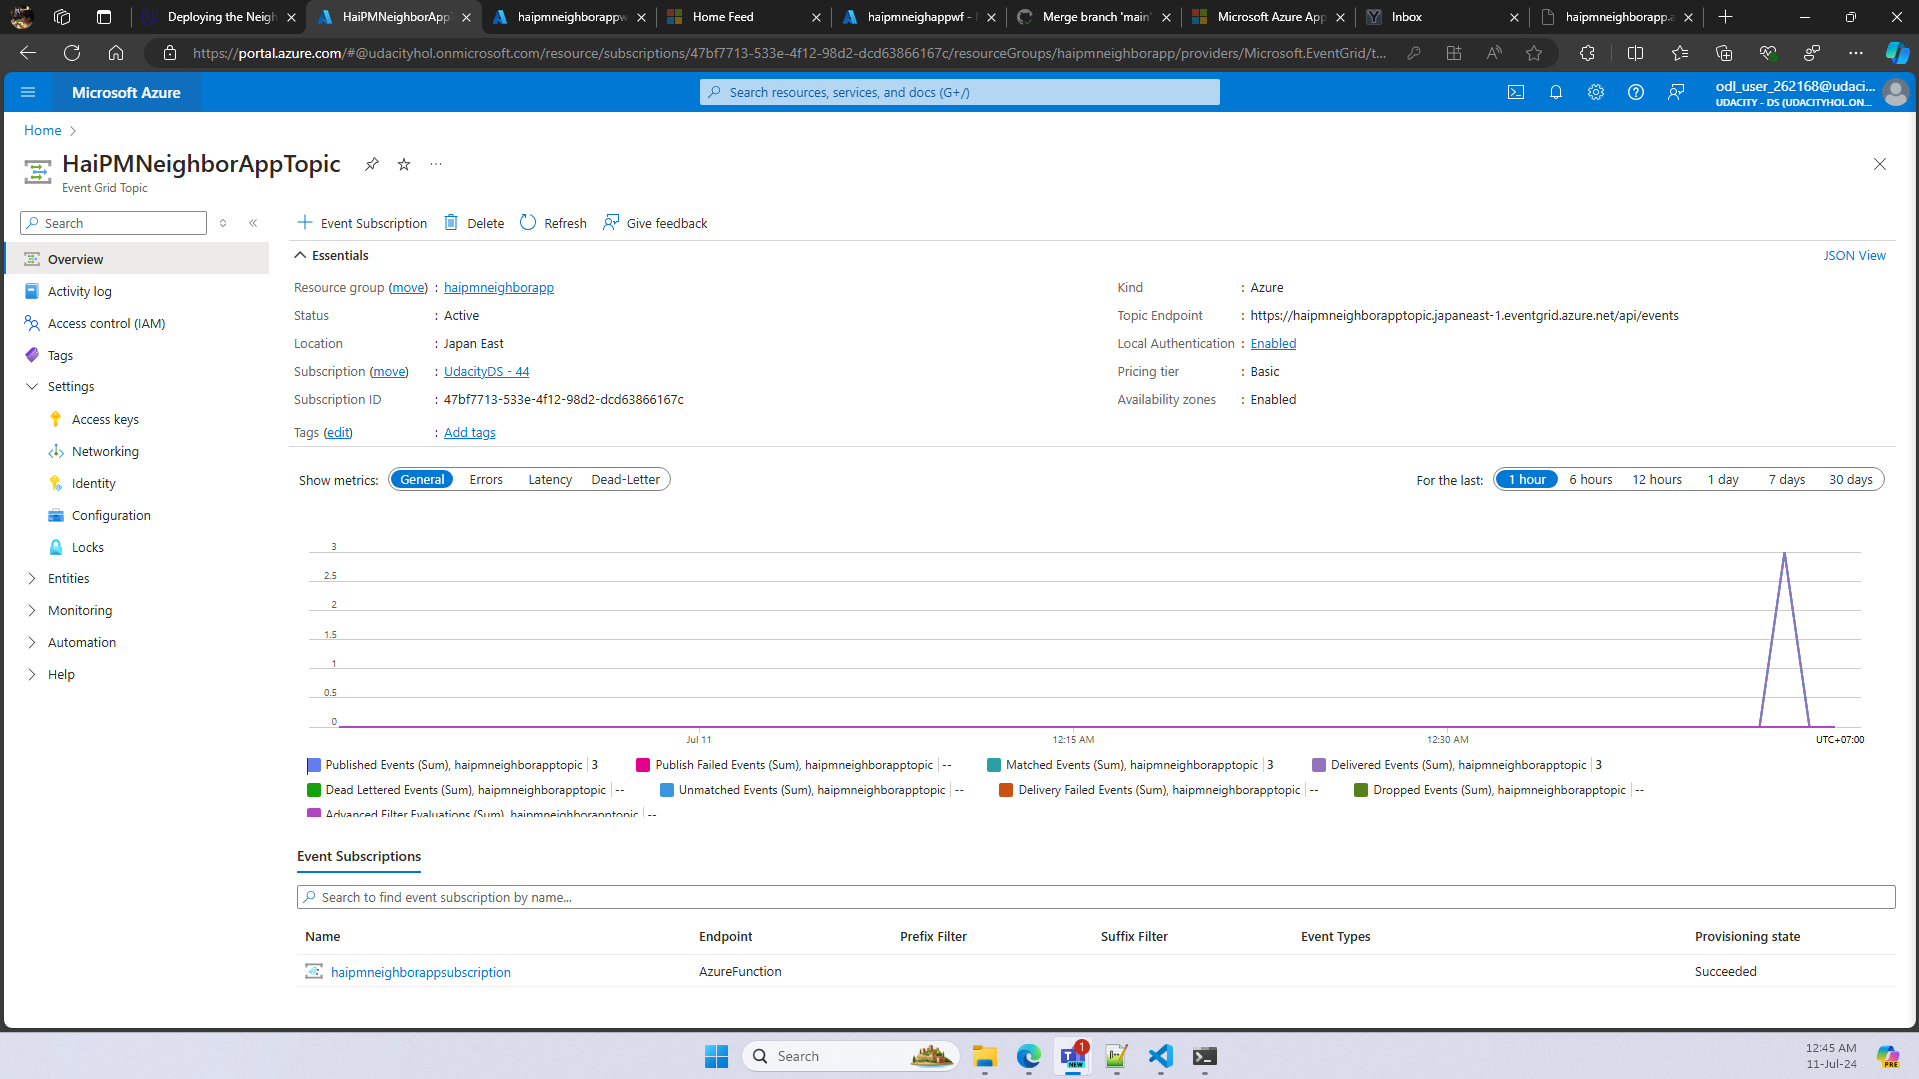 Deploying the Neigh
HaiPMNeighborAppT
haipmneighborappw
Home Feed
haipmneighappwf -
Merge branch 'main'
Microsoft Azure App
Inbox
haipmneighborapp.a
https://portal.azure.com/#@udacityhol.onmicrosoft.com/resource/subscriptions/47bf7713-533e-4f12-98d2-dcd63866167c/resourceGroups/haipmneighborapp/providers/Microsoft.EventGrid/t...
Microsoft Azure
Search resources, services, and docs (G+/)
odl_user_262168@udaci...
UDACITY - DS (UDACITYHOL.ON...
Home
HaiPMNeighborAppTopic
Event Grid Topic
Search
Event Subscription
Delete
Refresh
Give feedback
Overview
Activity log
Access control (IAM)
Tags
Settings
Access keys
Networking
Identity
Configuration
Locks
Entities
Monitoring
Automation
Help
Essentials
JSON View
Resource group (move) : haipmneighborapp
Status : Active
Location : Japan East
Subscription (move) : UdacityDS - 44
Subscription ID : 47bf7713-533e-4f12-98d2-dcd63866167c
Tags (edit) : Add tags
Kind : Azure
Topic Endpoint : https://haipmneighborapptopic.japaneast-1.eventgrid.azure.net/api/events
Local Authentication : Enabled
Pricing tier : Basic
Availability zones : Enabled
Show metrics: General Errors Latency Dead-Letter
For the last: 1 hour 6 hours 12 hours 1 day 7 days 30 days
3
2.5
2
1.5
1
0.5
0
Jul 11 12:15 AM 12:30 AM UTC+07:00
Published Events (Sum), haipmneighborapptopic 3
Publish Failed Events (Sum), haipmneighborapptopic --
Matched Events (Sum), haipmneighborapptopic 3
Delivered Events (Sum), haipmneighborapptopic 3
Dead Lettered Events (Sum), haipmneighborapptopic --
Unmatched Events (Sum), haipmneighborapptopic --
Delivery Failed Events (Sum), haipmneighborapptopic --
Dropped Events (Sum), haipmneighborapptopic --
Advanced Filter Evaluations (Sum), haipmneighborapptopic --
Event Subscriptions
Search to find event subscription by name...
Name Endpoint Prefix Filter Suffix Filter Event Types Provisioning state
haipmneighborappsubscription AzureFunction Succeeded
Search
1
NEW
12:45 AM
11-Jul-24
PRE